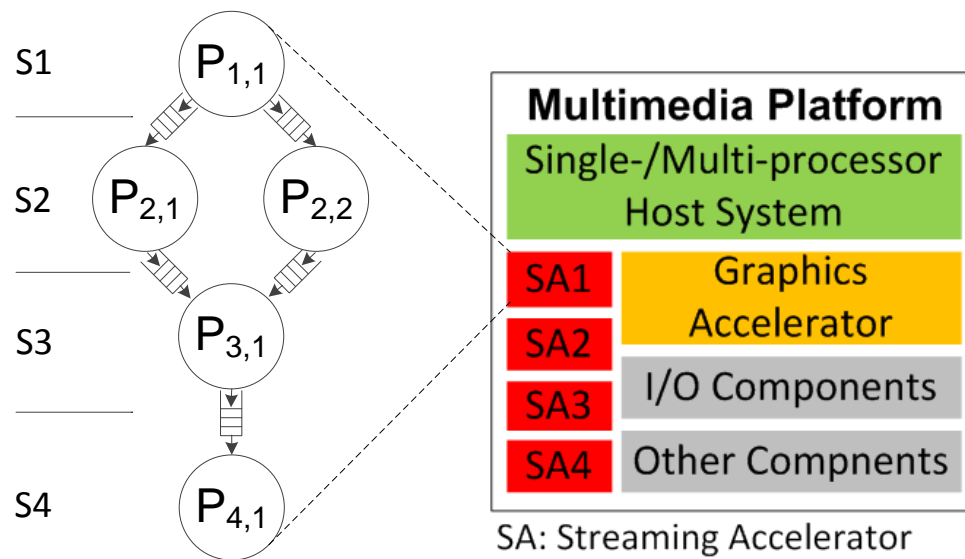 S1
P1,1
S2
P2,1
P2,2
S3
P3,1
S4
P4,1
Multimedia Platform
Single-/Multi-processor
Host System
SA1
SA2
SA3
SA4
Graphics
Accelerator
I/O Components
Other Compnents
SA: Streaming Accelerator